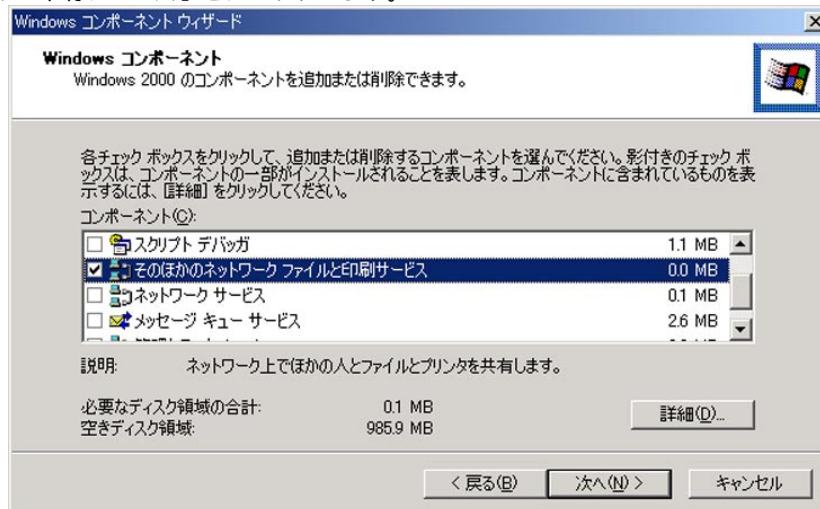 Windows コンポーネント ウィザード
Windows コンポーネント
Windows 2000 のコンポーネントを追加または削除できます。
各チェック ボックスをクリックして、追加または削除するコンポーネントを選んでください。影付きのチェック ボ
ックスは、コンポーネントの一部がインストールされることを表します。コンポーネントに含まれているものを表
示するには、[詳細] をクリックしてください。
コンポーネント(C):
スクリプト デバッガ 1.1 MB
そのほかのネットワーク ファイルと印刷サービス 0.0 MB
ネットワーク サービス 0.1 MB
メッセージ キュー サービス 2.6 MB
説明: ネットワーク上でほかの人とファイルとプリンタを共有します。
必要なディスク領域の合計: 0.1 MB
空きディスク領域: 985.9 MB
詳細(D)...
< 戻る(B) 次へ(N) > キャンセル